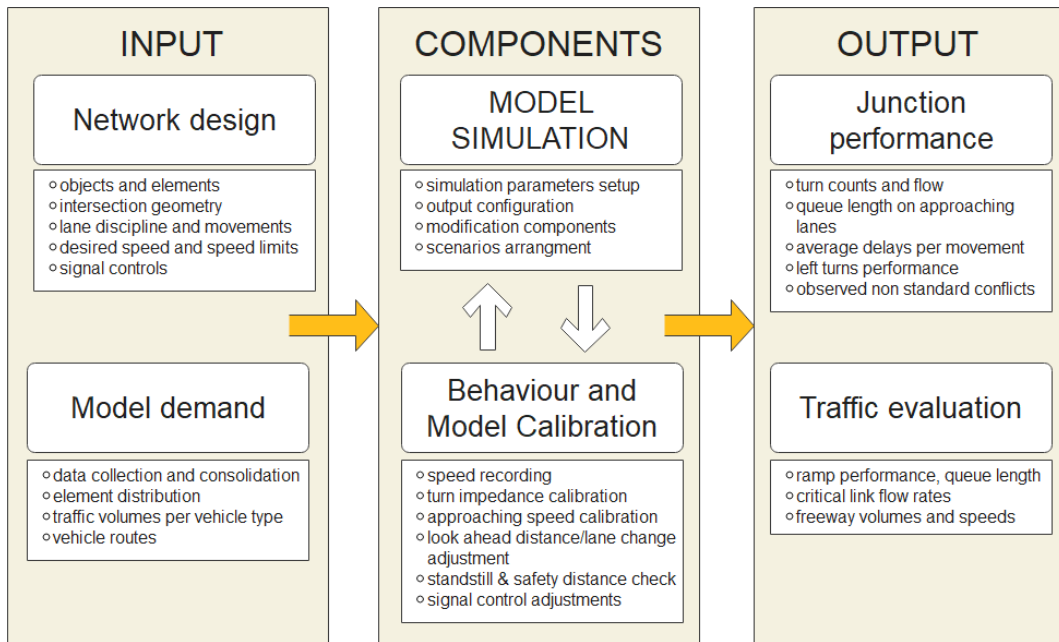 INPUT
Network design
objects and elements
intersection geometry
lane discipline and movements
desired speed and speed limits
signal controls
Model demand
data collection and consolidation
element distribution
traffic volumes per vehicle type
vehicle routes
COMPONENTS
MODEL
SIMULATION
simulation parameters setup
output configuration
modification components
scenarios arrangment
Behaviour and
Model Calibration
speed recording
turn impedance calibration
approaching speed calibration
look ahead distance/lane change
adjustment
standstill & safety distance check
signal control adjustments
OUTPUT
Junction
performance
turn counts and flow
queue length on approaching
lanes
average delays per movement
left turns performance
observed non standard conflicts
Traffic evaluation
ramp performance, queue length
critical link flow rates
freeway volumes and speeds